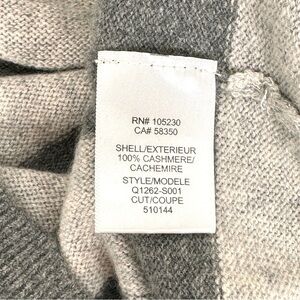 RN# 105230
CA# 58350
SHELL/EXTERIEUR
100% CASHMERE/
CACHEMIRE
STYLE/MODELE
Q1262-S001
CUT/COUPE
510144